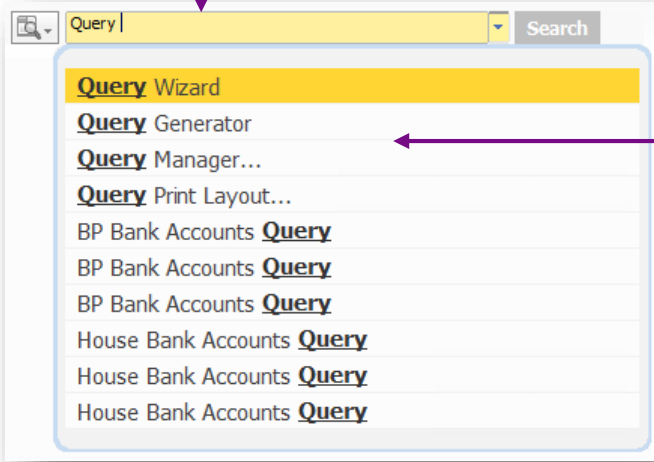 Query
Search
Query Wizard
Query Generator
Query Manager...
Query Print Layout...
BP Bank Accounts Query
BP Bank Accounts Query
BP Bank Accounts Query
House Bank Accounts Query
House Bank Accounts Query
House Bank Accounts Query